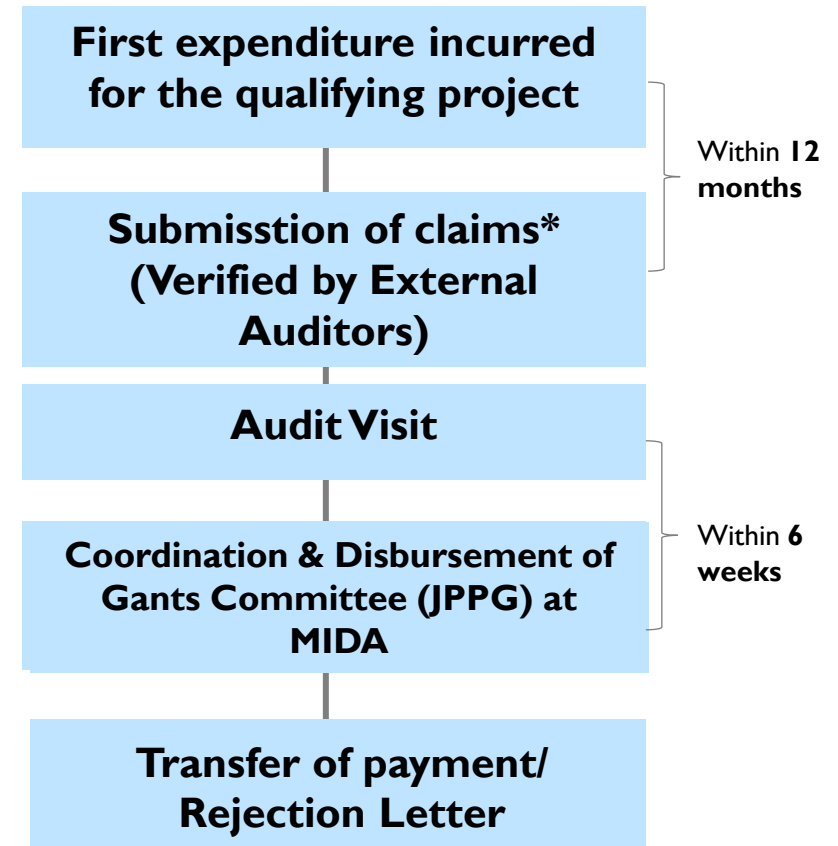 First expenditure incurred
for the qualifying project
Within 12
months
Submisstion of claims*
(Verified by External
Auditors)
Audit Visit
Coordination & Disbursement of
Gants Committee (JPPG) at
MIDA
Within 6
weeks
Transfer of payment/
Rejection Letter